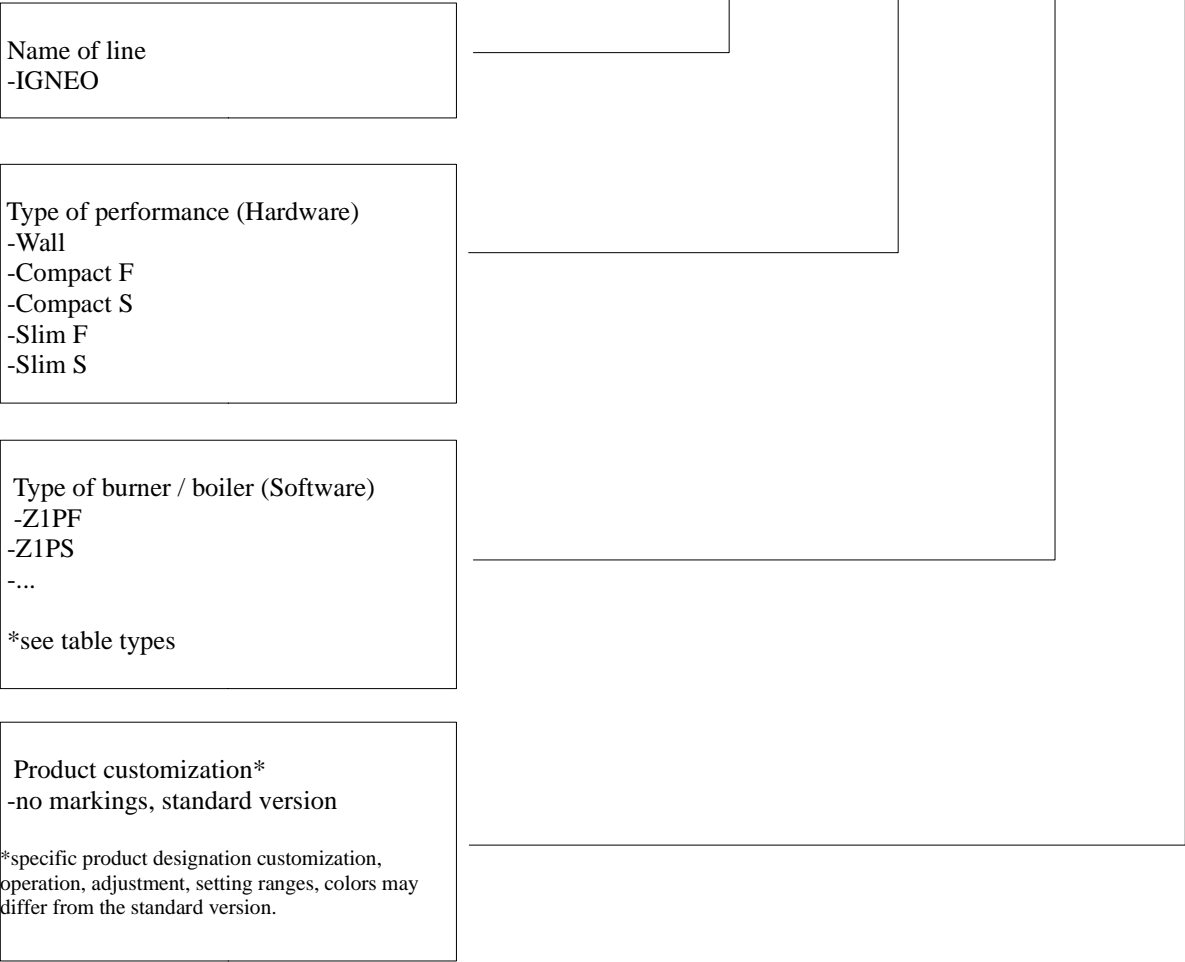 Name of line
-IGNEO
Type of performance (Hardware)
-Wall
-Compact F
-Compact S
-Slim F
-Slim S
Type of burner / boiler (Software)
-Z1PF
-Z1PS
-...
*see table types
Product customization*
-no markings, standard version
*specific product designation customization,
operation, adjustment, setting ranges, colors may
differ from the standard version.